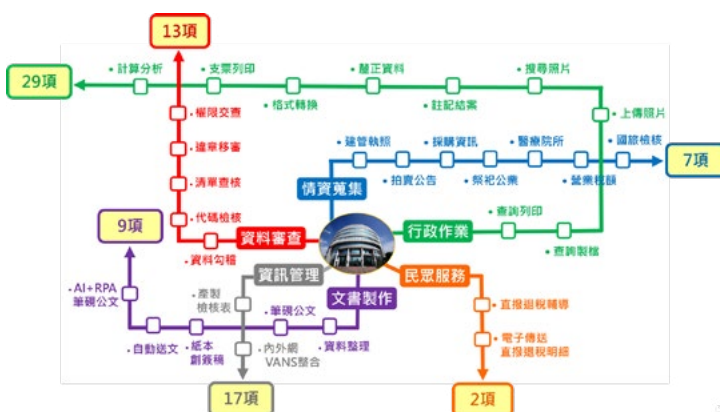 13項
29項
計算分析
支票列印
格式轉換
釐正資料
註記結案
搜尋照片
上傳照片
權限交查
違章移審
清單查核
代碼檢核
資料勾稽
建管執照
拍賣公告
採購資訊
祭祀公業
醫療院所
營業稅額
國旅檢核
7項
情資蒐集
9項
資料審查
行政作業
查詢列印
查詢製檔
資訊管理
民眾服務
文書製作
AI+RPA
筆硯公文
自動送文
紙本
創簽稿
產製
檢核表
筆硯公文
資料整理
內外網
VANS整合
直撥退稅輔導
電子傳送
直撥退稅明細
17項
2項